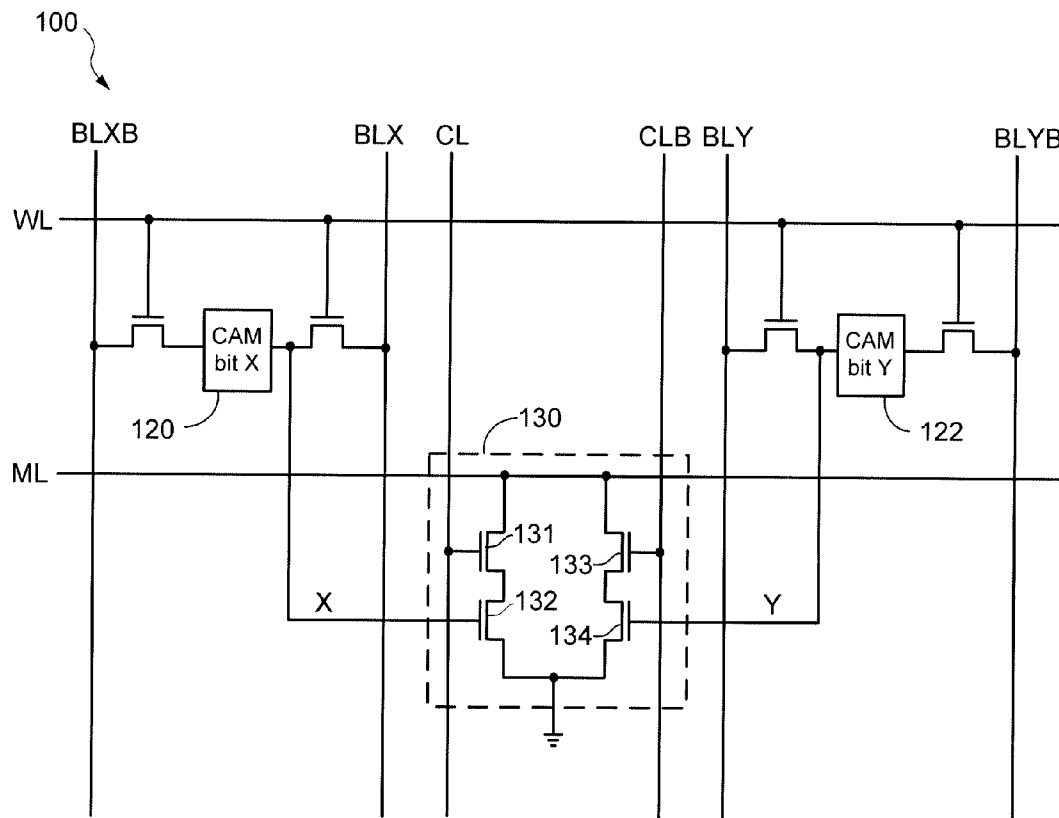 100
BLXB
BLX
CL
CLB
BLY
BLYB
WL
CAM
bit X
CAM
bit Y
120
130
122
ML
131
133
X
132
134
Y